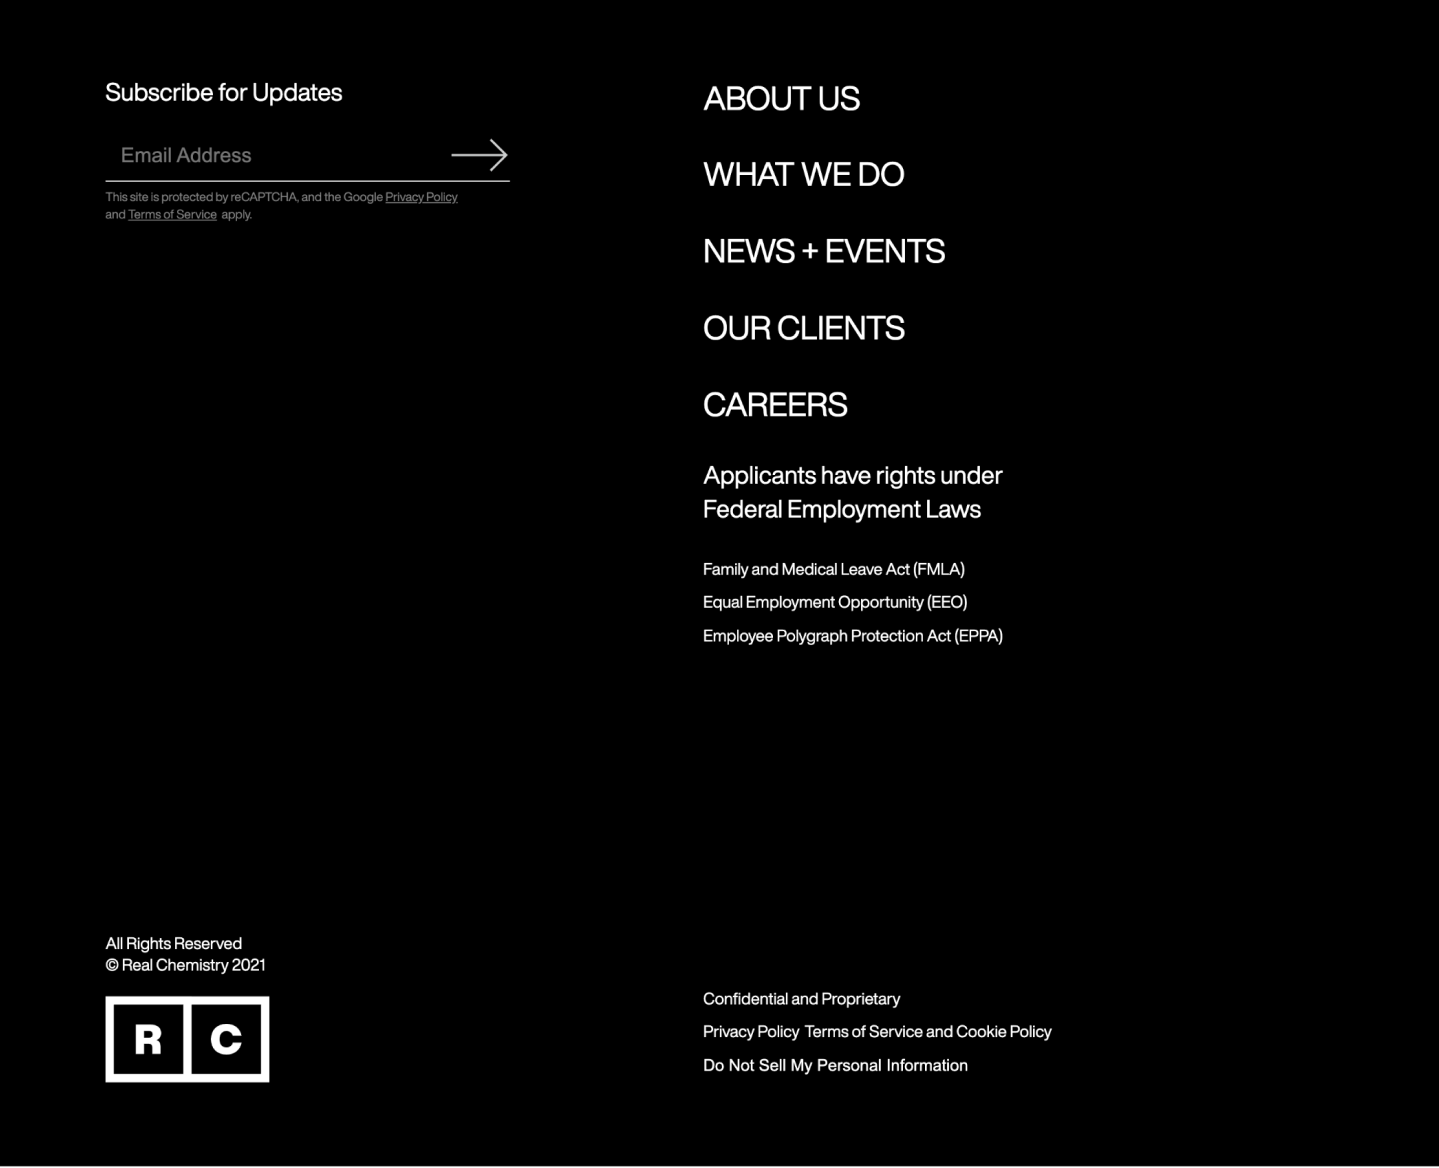 Subscribe for Updates
Email Address
This site is protected by reCAPTCHA, and the Google Privacy Policy
and Terms of Service apply.
ABOUT US
WHAT WE DO
NEWS + EVENTS
OUR CLIENTS
CAREERS
Applicants have rights under
Federal Employment Laws
Family and Medical Leave Act (FMLA)
Equal Employment Opportunity (EEO)
Employee Polygraph Protection Act (EPPA)
All Rights Reserved
© Real Chemistry 2021
R C
Confidential and Proprietary
Privacy Policy Terms of Service and Cookie Policy
Do Not Sell My Personal Information